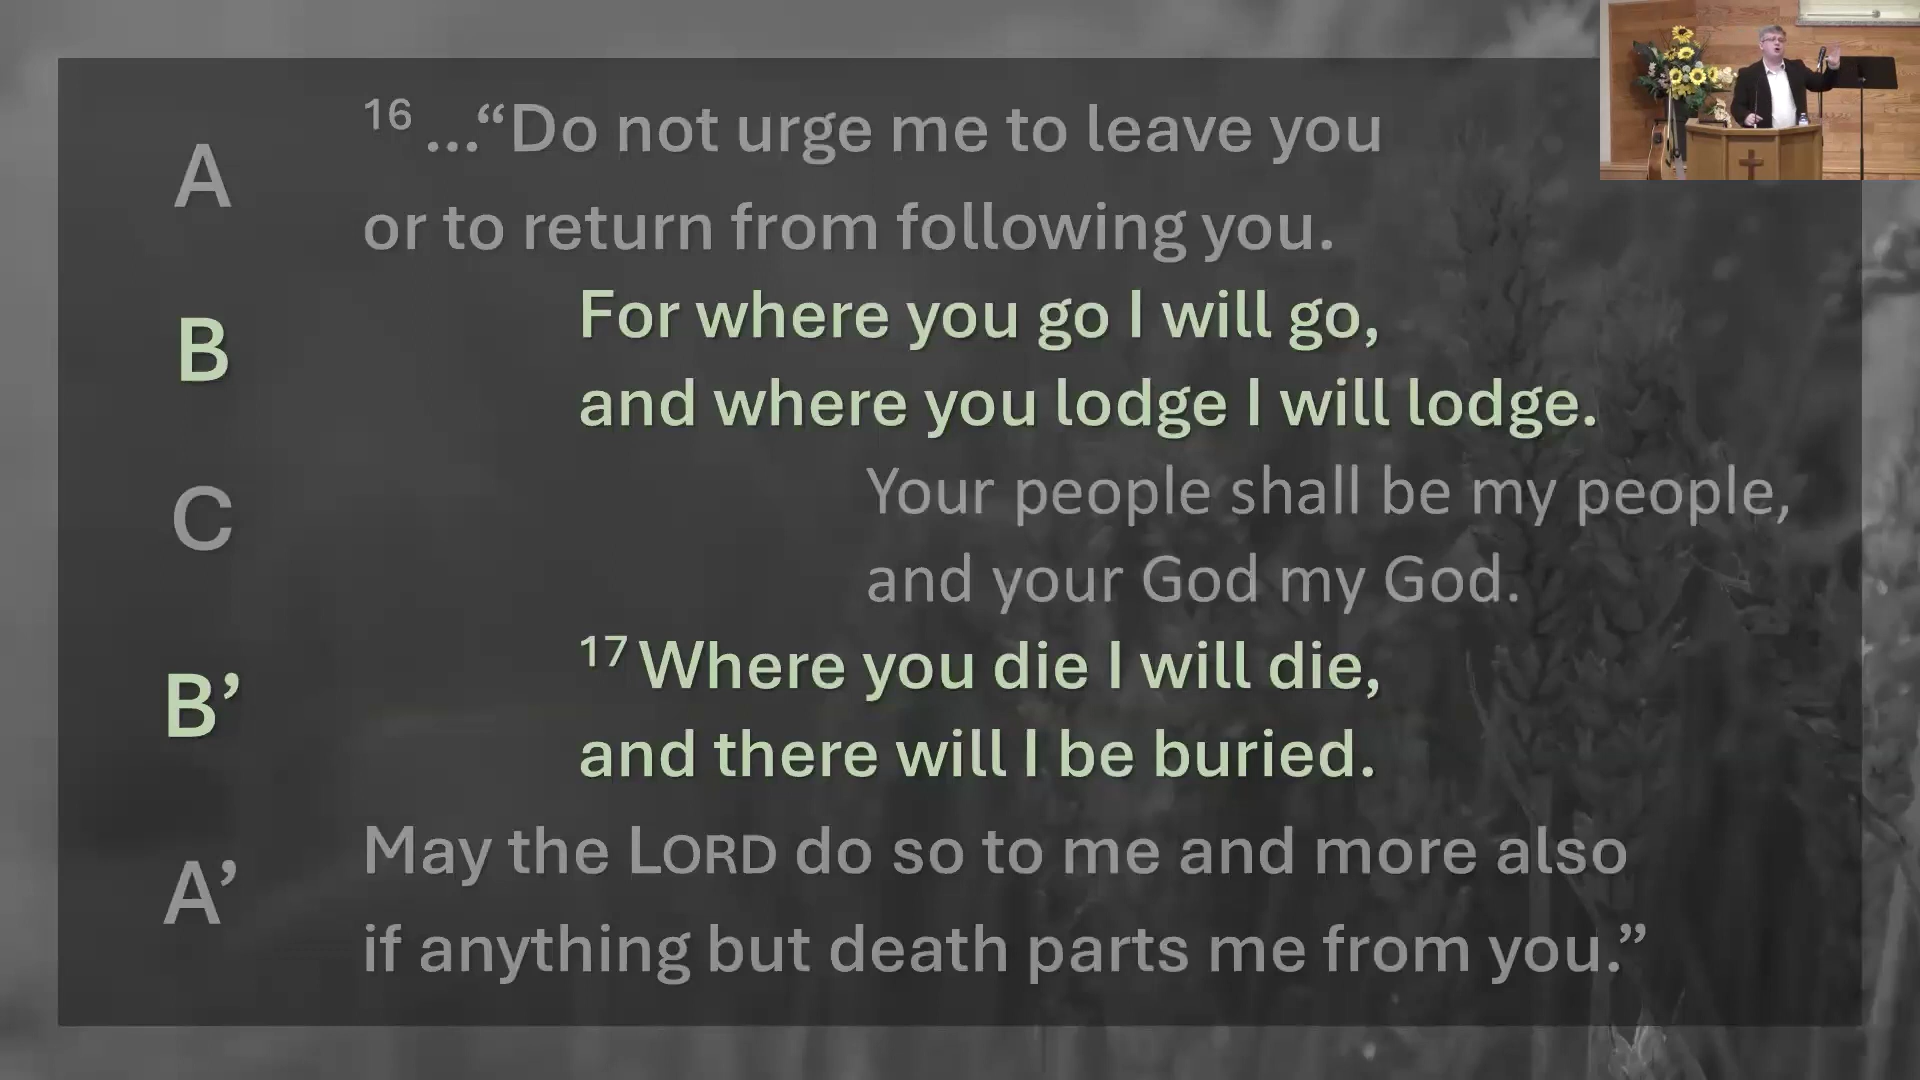 A
16 ...“Do not urge me to leave you
or to return from following you.
B
For where you go I will go,
and where you lodge I will lodge.
C
Your people shall be my people,
and your God my God.
B’
17 Where you die I will die,
and there will I be buried.
A’
May the LORD do so to me and more also
if anything but death parts me from you.”